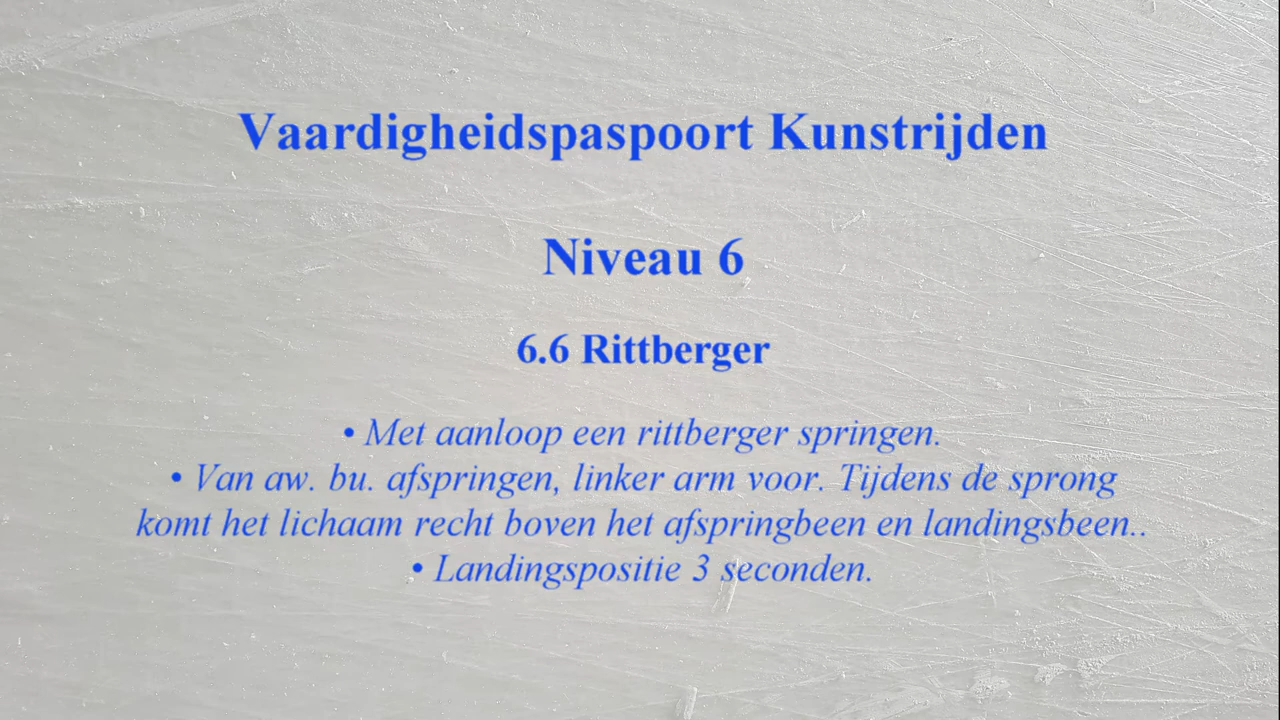 Vaardigheidspaspoort Kunstrijden
Niveau 6
6.6 Rittberger
• Met aanloop een rittberger springen.
• Van aw. bu. afspringen, linker arm voor. Tijdens de sprong
komt het lichaam recht boven het afspringbeen en landingsbeen..
• Landingspositie 3 seconden.